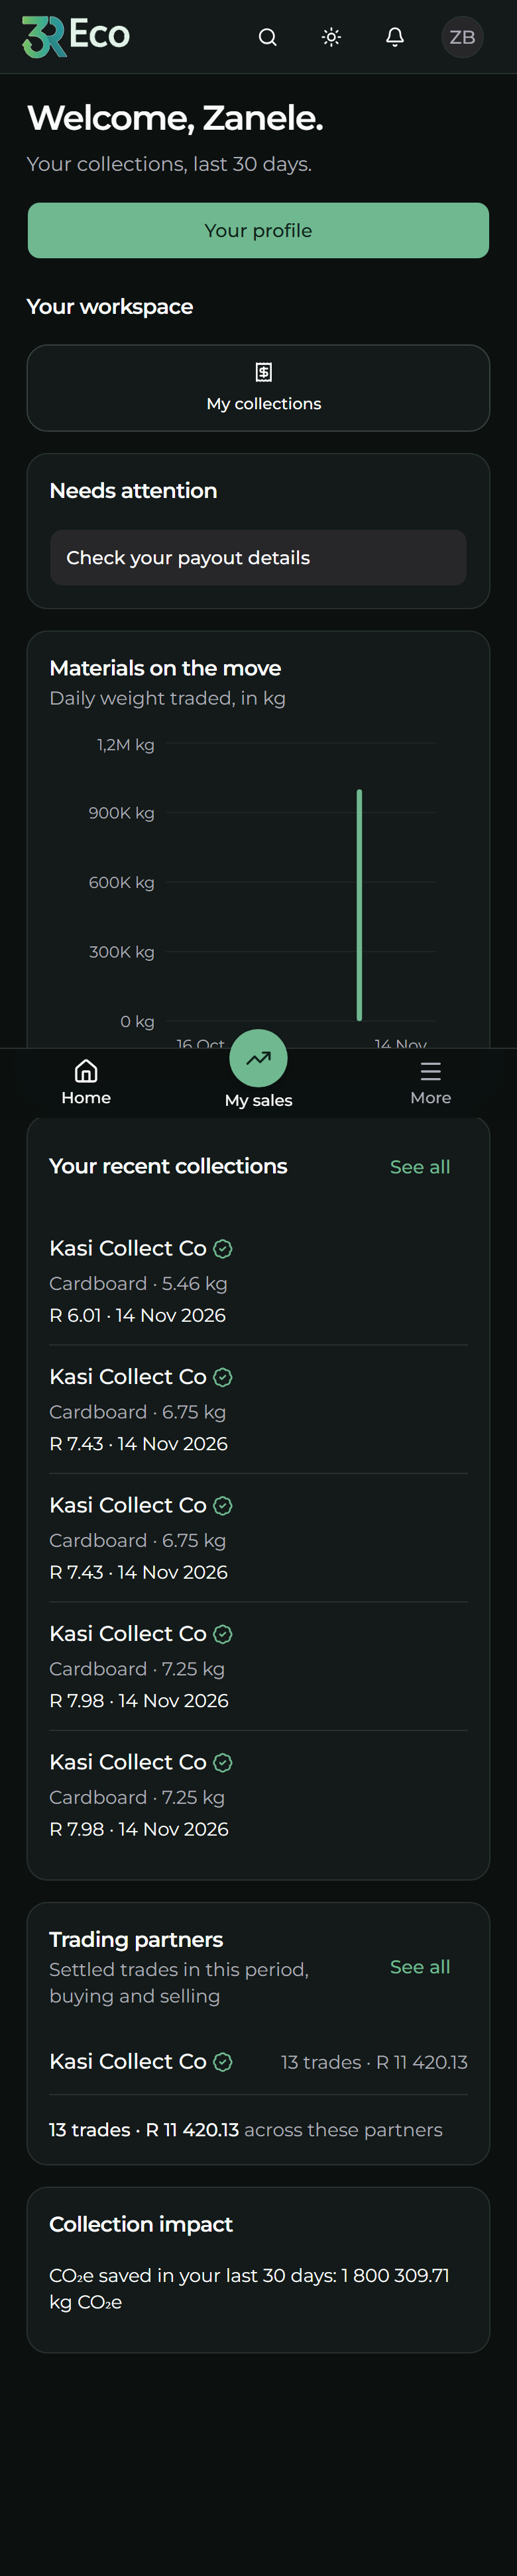 3R Eco
ZB
Welcome, Zanele.
Your collections, last 30 days.
Your profile
Your workspace
My collections
Needs attention
Check your payout details
Materials on the move
Daily weight traded, in kg
1,2M kg
900K kg
600K kg
300K kg
0 kg
16 Oct
14 Nov
Home
My sales
More
Your recent collections
See all
Kasi Collect Co
Cardboard · 5.46 kg
R 6.01 · 14 Nov 2026
Kasi Collect Co
Cardboard · 6.75 kg
R 7.43 · 14 Nov 2026
Kasi Collect Co
Cardboard · 6.75 kg
R 7.43 · 14 Nov 2026
Kasi Collect Co
Cardboard · 7.25 kg
R 7.98 · 14 Nov 2026
Kasi Collect Co
Cardboard · 7.25 kg
R 7.98 · 14 Nov 2026
Trading partners
Settled trades in this period,
buying and selling
See all
Kasi Collect Co
13 trades · R 11 420.13
13 trades · R 11 420.13 across these partners
Collection impact
CO₂e saved in your last 30 days: 1 800 309.71
kg CO₂e